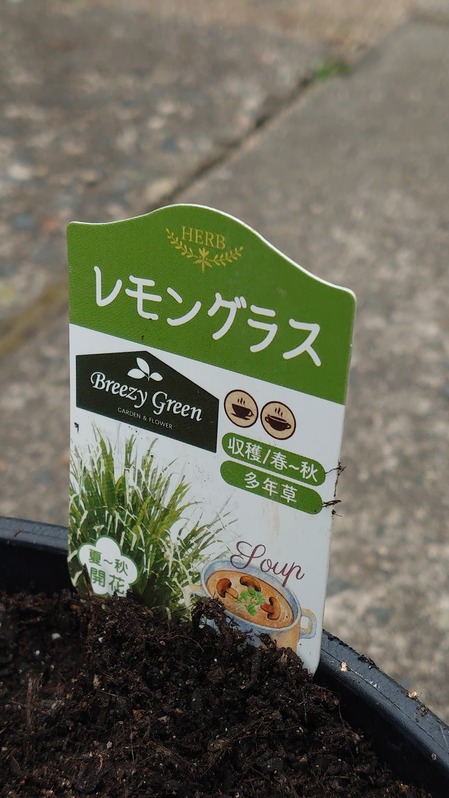 HERB
レモングラス
Breezy Green
GARDEN & FLOWER
収穫/春~秋
多年草
夏~秋
開花
Soup